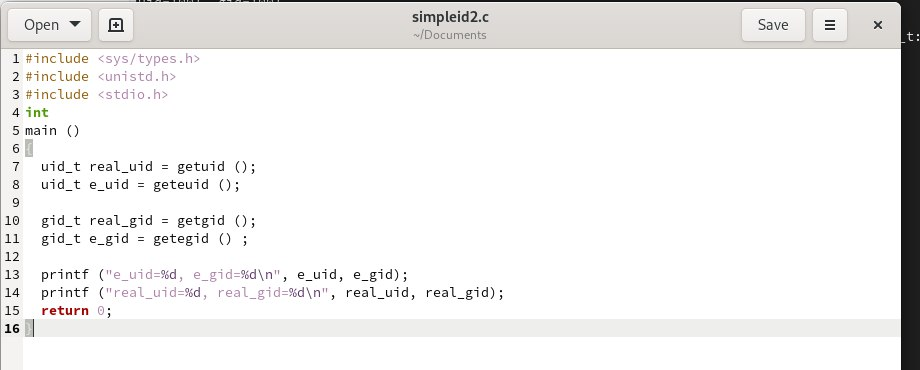 Open
simpleid2.c
~/Documents
Save
1 #include <sys/types.h>
2 #include <unistd.h>
3 #include <stdio.h>
4 int
5 main ()
6 {
7   uid_t real_uid = getuid ();
8   uid_t e_uid = geteuid ();
9
10   gid_t real_gid = getgid ();
11   gid_t e_gid = getegid () ;
12
13   printf ("e_uid=%d, e_gid=%d\n", e_uid, e_gid);
14   printf ("real_uid=%d, real_gid=%d\n", real_uid, real_gid);
15   return 0;
16 }
_t: